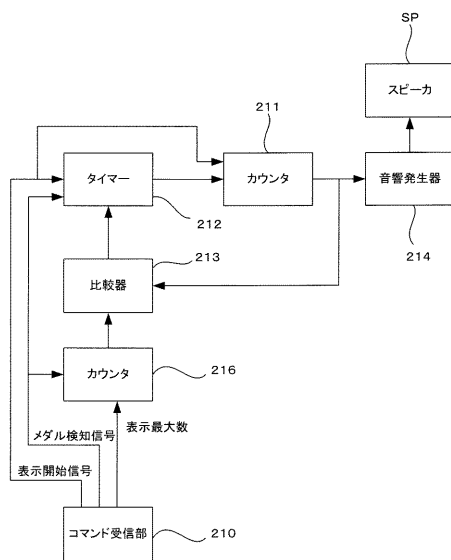 SP
スピーカ
211
タイマー
カウンタ
音響発生器
212
214
213
比較器
カウンタ
216
表示最大数
メダル検知信号
表示開始信号
コマンド受信部
210